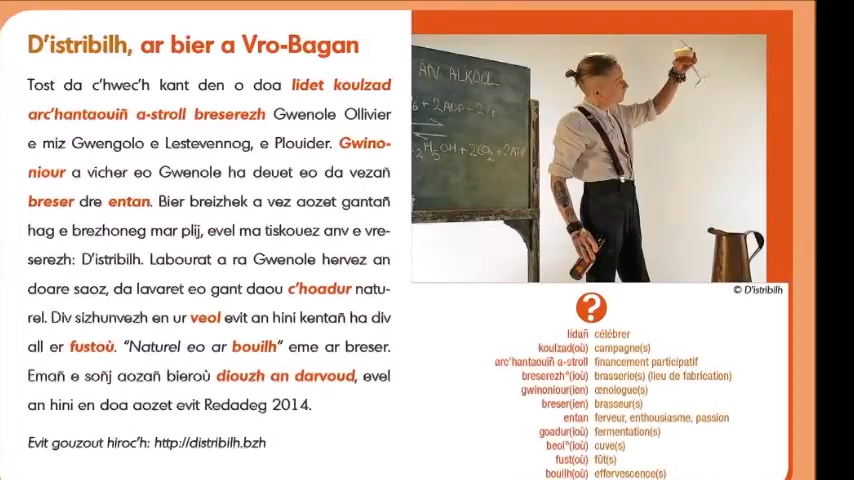 D'istribilh, ar bier a Vro-Bagan
Tost da c'hwec'h kant den o doa lidet koulzad
arc'hantaouiñ a-stroll breserezh Gwenole Ollivier
e miz Gwengolo e Lestevennog, e Plouider. Gwino-
niour a vicher eo Gwenole ha deuet eo da vezañ
breser dre entan. Bier breizhek a vez aozet gantañ
hag e brezhoneg mar plij, evel ma tiskouez anv e vre-
serezh: D'istribilh. Labourat a ra Gwenole hervez an
doare saoz, da lavaret eo gant daou c'hoadur natu-
rel. Div sizhunvezh en ur veol evit an hini kentañ ha div
all er fustoù. "Naturel eo ar bouilh" eme ar breser.
Emañ e soñj aozañ bieroù diouzh an darvoud, evel
an hini en doa aozet evit Redadeg 2014.
Evit gouzout hiroc'h: http://distribilh.bzh
AN ALKOOL
+ 2ADP + 2Pi
OH + 2CO2 + 2ATP
© D'istribilh
?
lidañ célébrer
koulzad(où) campagne(s)
arc'hantaouiñ a-stroll financement participatif
breserezh°(ioù) brasserie(s) (lieu de fabrication)
gwinoniour(ien) œnologue(s)
breser(ien) brasseur(s)
entan ferveur, enthousiasme, passion
goadur(ioù) fermentation(s)
beol°(ioù) cuve(s)
fust(où) fût(s)
bouilh(où) effervescence(s)